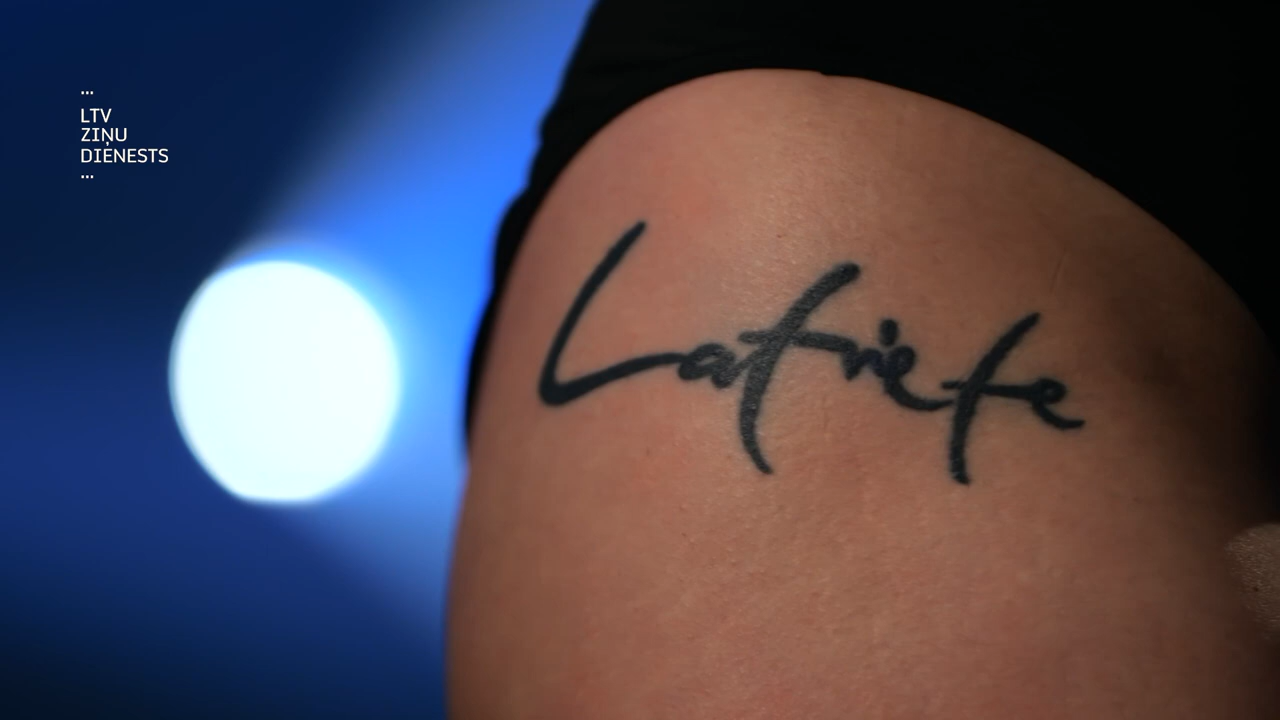 ...
LTV
ZIŅU
DIENESTS
...
Latviete